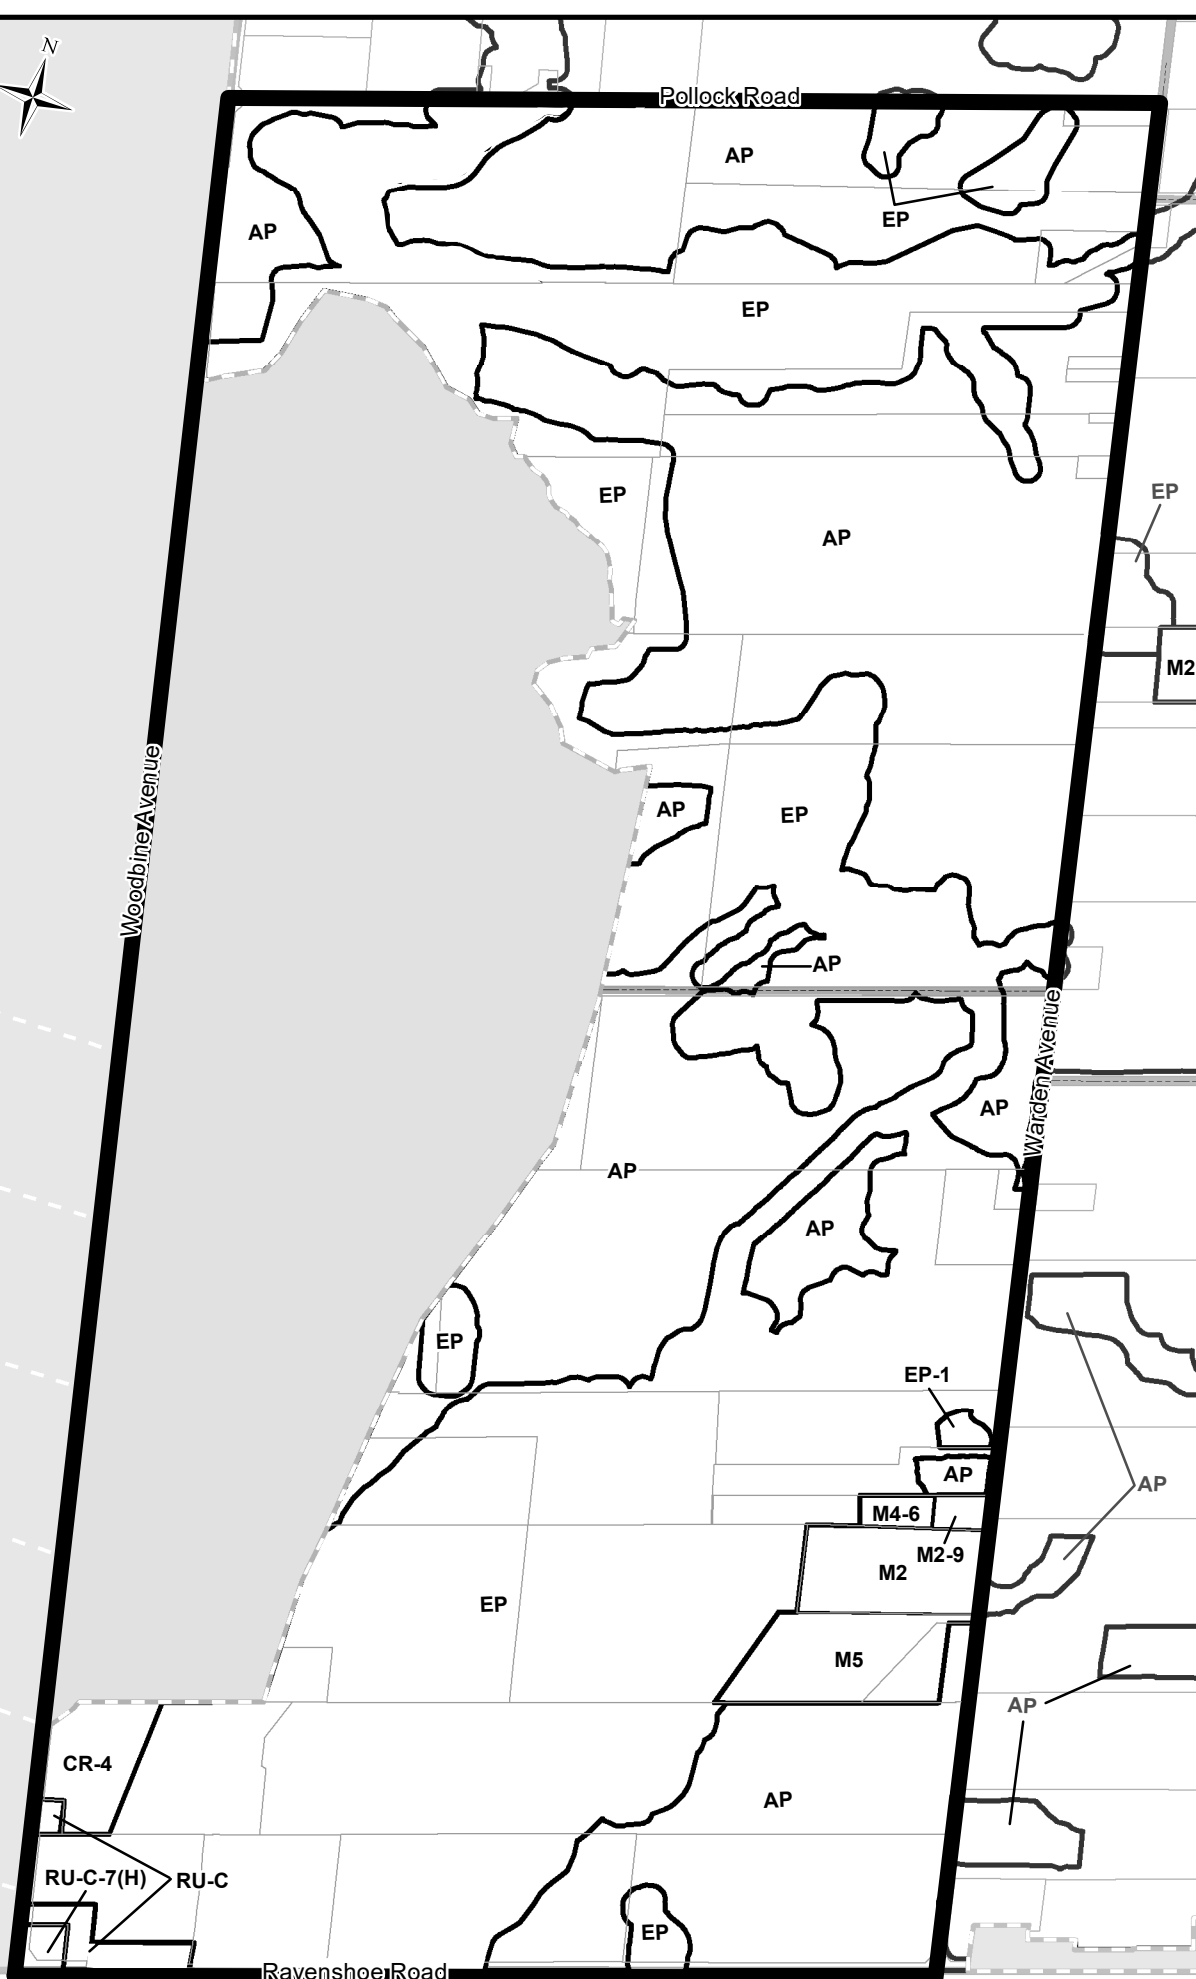 N
Pollock Road
AP
EP
AP
EP
EP
EP
AP
M2
Woodbine Avenue
AP
EP
AP
Warden Avenue
AP
AP
AP
EP
EP-1
AP
AP
M4-6
M2-9
M2
EP
M5
AP
CR-4
AP
RU-C-7(H)
RU-C
EP
Ravenshoe Road